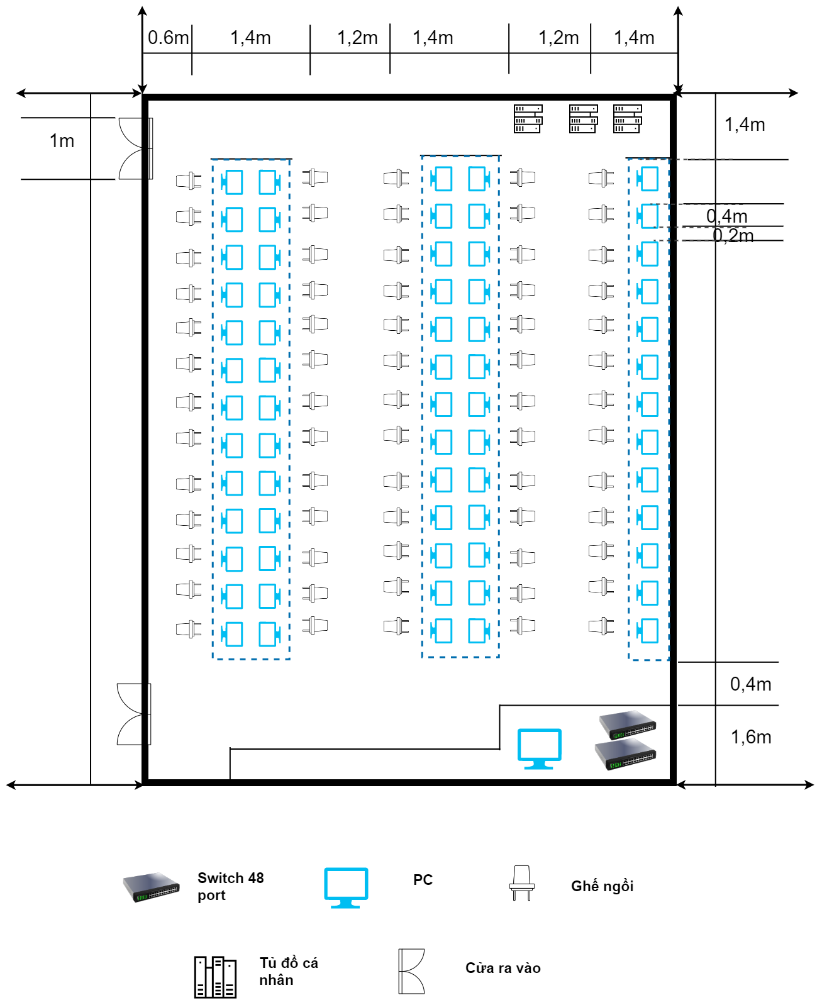 0.6m
1,4m
1,2m
1,4m
1,2m
1,4m
1m
1,4m
0,4m
0,2m
0,4m
1,6m
Switch 48
port
PC
Ghế ngồi
Tủ đồ cá
nhân
Cửa ra vào